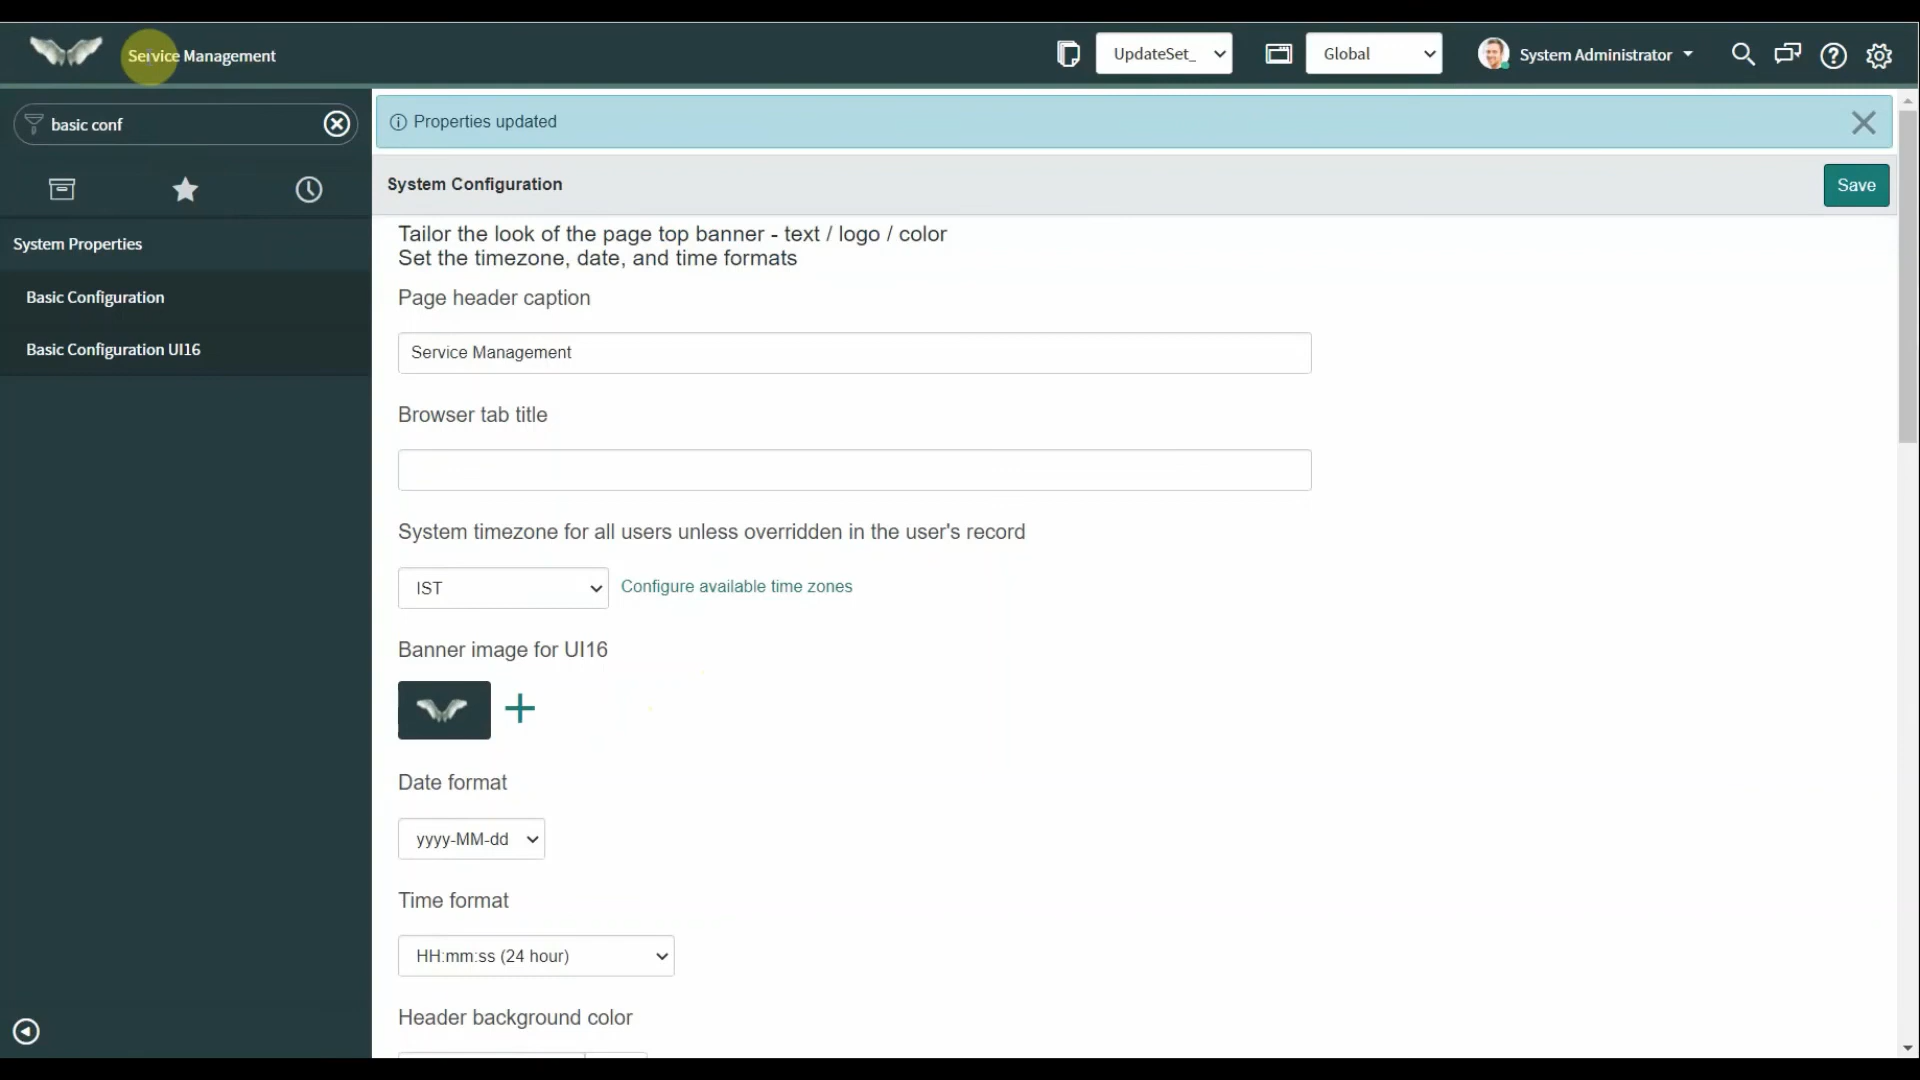 Service Management
UpdateSet_
Global
System Administrator
basic conf
System Properties
Basic Configuration
Basic Configuration UI16
Properties updated
System Configuration
Save
Tailor the look of the page top banner - text / logo / color
Set the timezone, date, and time formats
Page header caption
Service Management
Browser tab title
System timezone for all users unless overridden in the user's record
IST
Configure available time zones
Banner image for UI16
Date format
yyyy-MM-dd
Time format
HH:mm:ss (24 hour)
Header background color